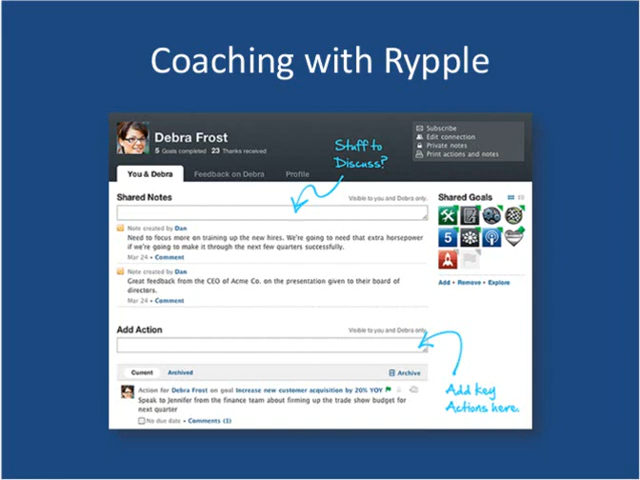 Coaching with Rypple
Debra Frost
5 Goals completed 23 Thanks received
Stuff to
Discuss?
Subscribe
Edit connection
Private notes
Print actions and notes
You & Debra
Feedback on Debra
Profile
Shared Notes
Visible to you and Debra only.
Note created by Dan
Need to focus more on training up the new hires. We're going to need that extra horsepower
if we're going to make it through the next few quarters successfully.
Mar 24 • Comment
Note created by Dan
Great feedback from the CEO of Acme Co. on the presentation given to their board of
directors.
Mar 24 • Comment
Shared Goals
5
Add • Remove • Explore
Add Action
Visible to you and Debra only.
Current
Archived
Archive
Action for Debra Frost on goal Increase new customer acquisition by 20% YOY
Speak to Jennifer from the finance team about firming up the trade show budget for
next quarter
No due date • Comments (1)
Add key
Actions here.